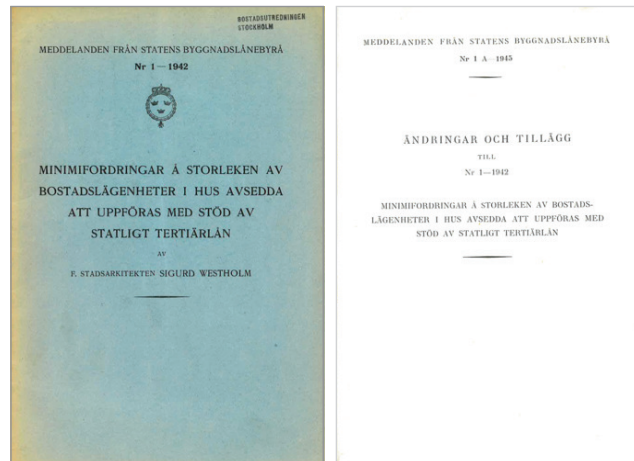 BOSTADSUTREDNINGEN
STOCKHOLM
MEDDELANDEN FRÅN STATENS BYGGNADSLÅNEBYRÅ
Nr 1—1942
MINIMIFORDRINGAR Å STORLEKEN AV
BOSTADSLÄGENHETER I HUS AVSEDDA
ATT UPPFÖRAS MED STÖD AV
STATLIGT TERTIÄRLÅN
AV
F. STADSARKITEKTEN SIGURD WESTHOLM
MEDDELANDEN FRÅN STATENS BYGGNADSLÅNEBYRÅ
Nr 1 A—1945
ÄNDRINGAR OCH TILLÄGG
TILL
Nr 1—1942
MINIMIFORDRINGAR Å STORLEKEN AV BOSTADS-
LÄGENHETER I HUS AVSEDDA ATT UPPFÖRAS MED
STÖD AV STATLIGT TERTIÄRLÅN